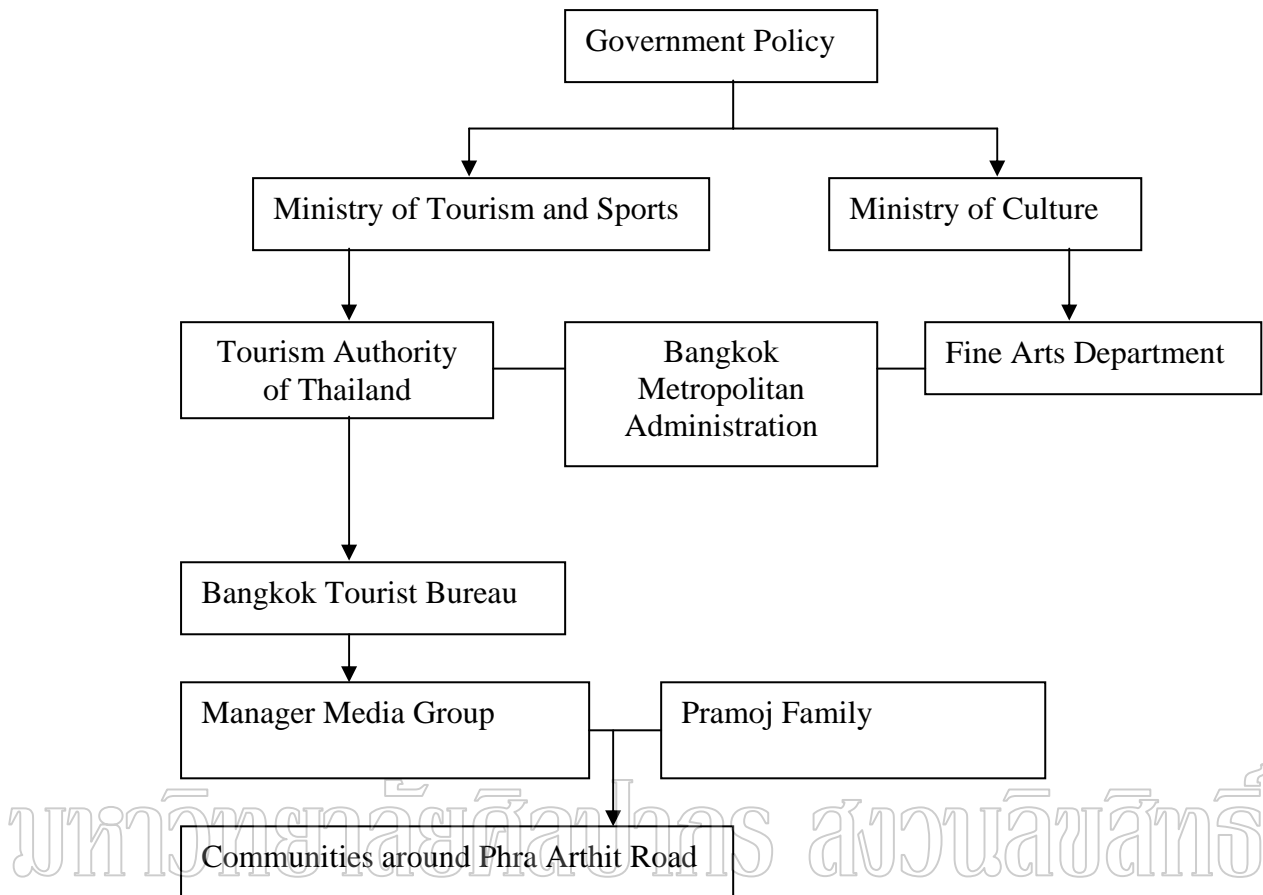 Government Policy
Ministry of Tourism and Sports
Ministry of Culture
Tourism Authority
of Thailand
Bangkok
Metropolitan
Administration
Fine Arts Department
Bangkok Tourist Bureau
Manager Media Group
Pramoj Family
มหาวิทยาลัยศิลปากร สงวนลิขสิทธิ์
Communities around Phra Arthit Road